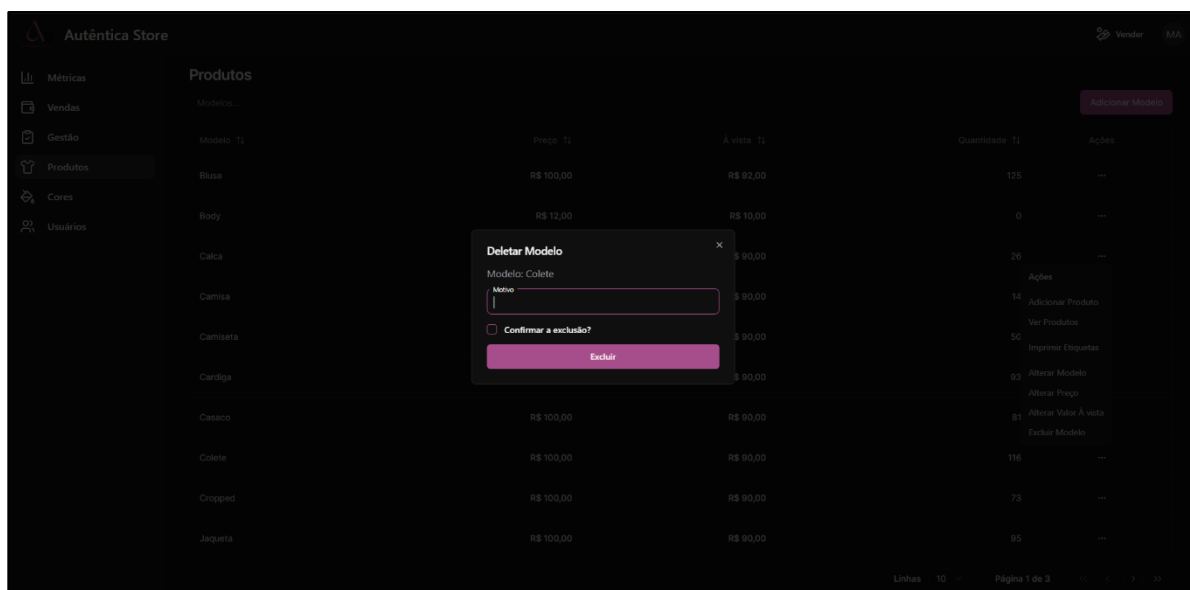 Autêntica Store
Vender MA
Métricas
Vendas
Gestão
Produtos
Cores
Usuários
Produtos
Modelos...
Adicionar Modelo
Modelo Preço À vista Quantidade Ações
Blusa R$ 100,00 R$ 92,00 125 ...
Body R$ 12,00 R$ 10,00 0 ...
Calca $ 90,00 26 ...
Camisa $ 90,00 14
Camiseta $ 90,00 50
Cardiga $ 90,00 93
Casaco R$ 100,00 R$ 90,00 81
Colete R$ 100,00 R$ 90,00 116 ...
Cropped R$ 100,00 R$ 90,00 73 ...
Jaqueta R$ 100,00 R$ 90,00 95 ...
Deletar Modelo
Modelo: Colete
Motivo
Confirmar a exclusão?
Excluir
Ações
Adicionar Produto
Ver Produtos
Imprimir Etiquetas
Alterar Modelo
Alterar Preço
Alterar Valor À vista
Excluir Modelo
Linhas 10 Página 1 de 3